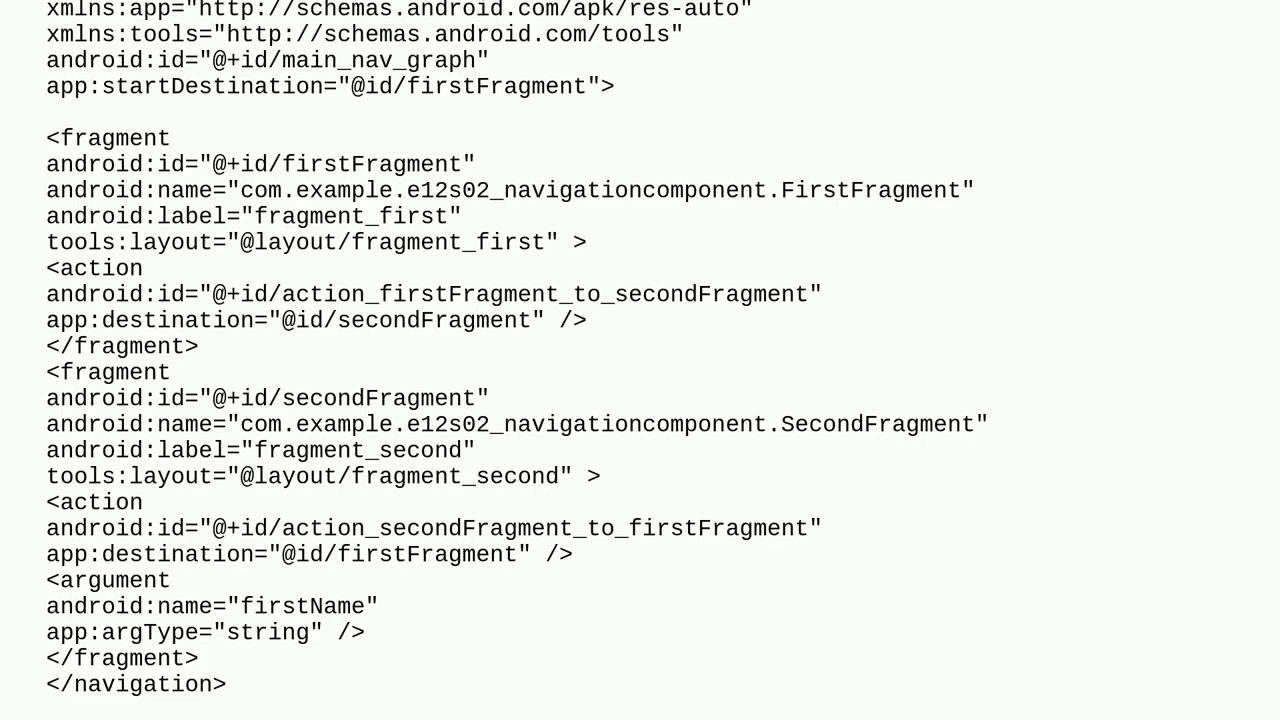 xmlns:app="http://schemas.android.com/apk/res-auto"
xmlns:tools="http://schemas.android.com/tools"
android:id="@+id/main_nav_graph"
app:startDestination="@id/firstFragment">

<fragment
android:id="@+id/firstFragment"
android:name="com.example.e12s02_navigationcomponent.FirstFragment"
android:label="fragment_first"
tools:layout="@layout/fragment_first" >
<action
android:id="@+id/action_firstFragment_to_secondFragment"
app:destination="@id/secondFragment" />
</fragment>
<fragment
android:id="@+id/secondFragment"
android:name="com.example.e12s02_navigationcomponent.SecondFragment"
android:label="fragment_second"
tools:layout="@layout/fragment_second" >
<action
android:id="@+id/action_secondFragment_to_firstFragment"
app:destination="@id/firstFragment" />
<argument
android:name="firstName"
app:argType="string" />
</fragment>
</navigation>